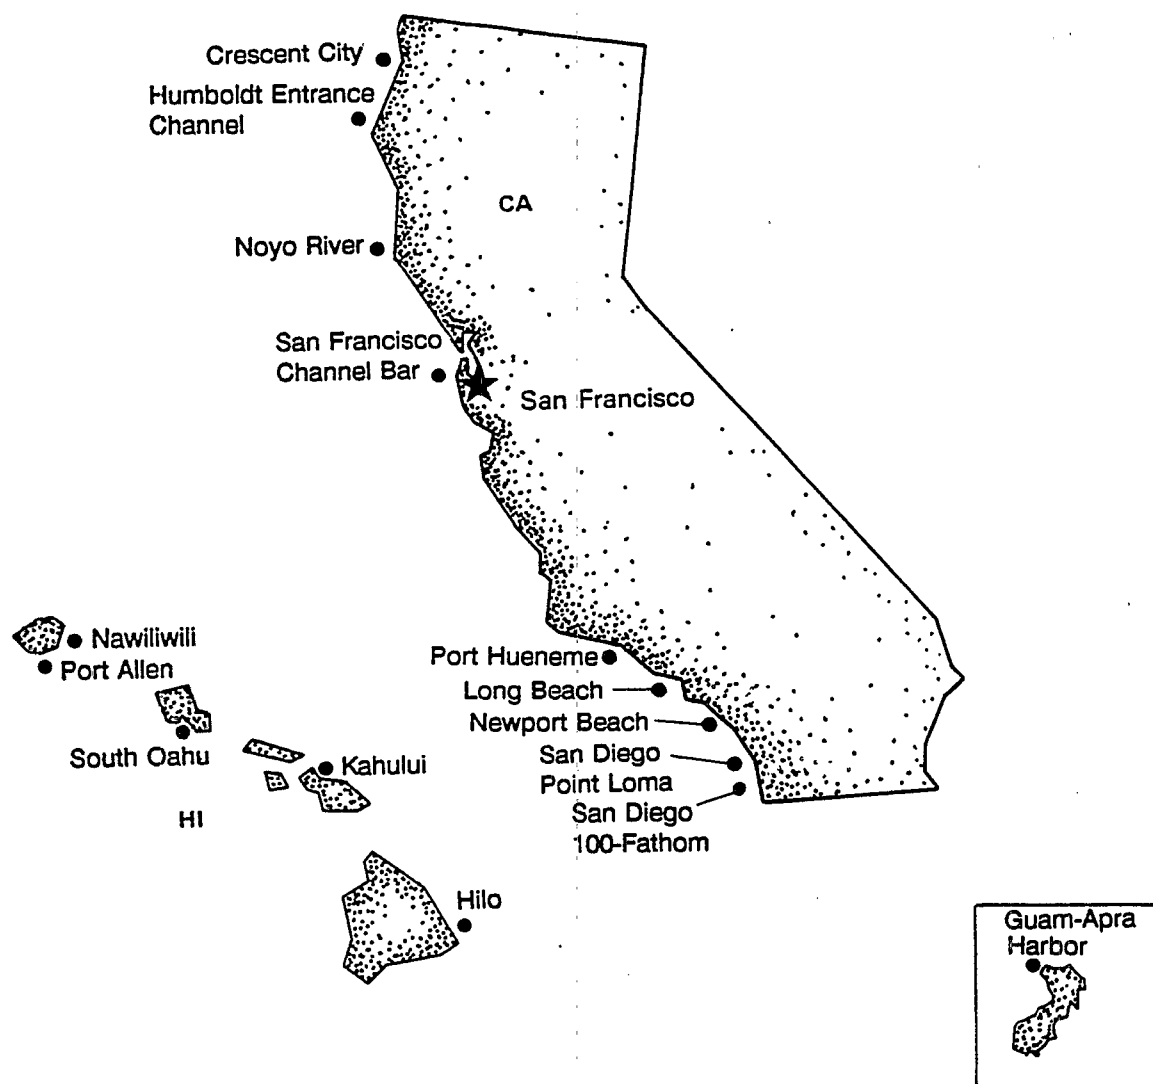 Crescent City
Humboldt Entrance
Channel
CA
Noyo River
San Francisco
Channel Bar
San Francisco
Nawiliwili
Port Allen
South Oahu
Kahului
HI
Hilo
Port Hueneme
Long Beach
Newport Beach
San Diego
Point Loma
San Diego
100-Fathom
Guam-Apra
Harbor